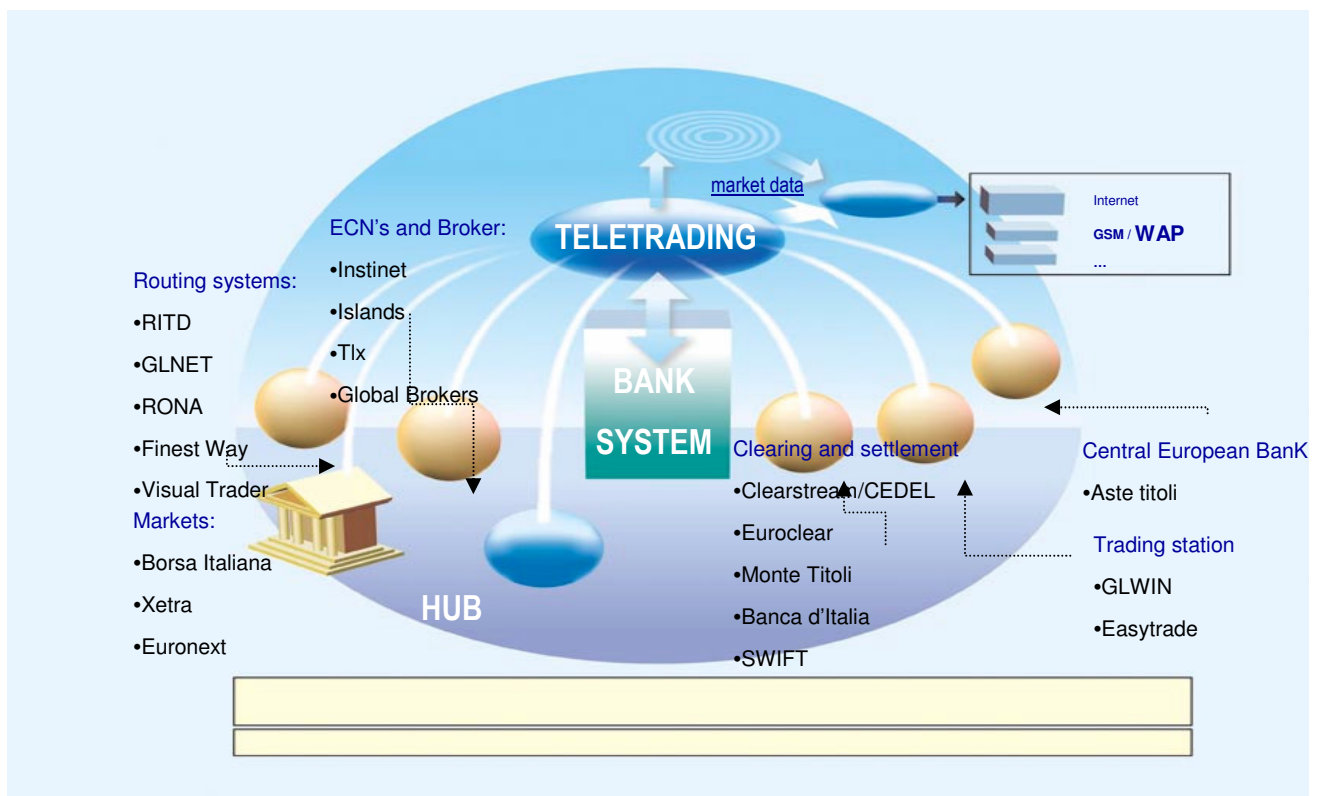 market data
Internet
GSM / WAP
...
TELETRADING
ECN's and Broker:
•Instinet
•Islands
•Tlx
•Global Brokers
Routing systems:
•RITD
•GLNET
•RONA
•Finest Way
•Visual Trader
Markets:
•Borsa Italiana
•Xetra
•Euronext
BANK
SYSTEM
HUB
Clearing and settlement
•Clearstream/CEDEL
•Euroclear
•Monte Titoli
•Banca d'Italia
•SWIFT
Central European BanK
•Aste titoli
Trading station
•GLWIN
•Easytrade